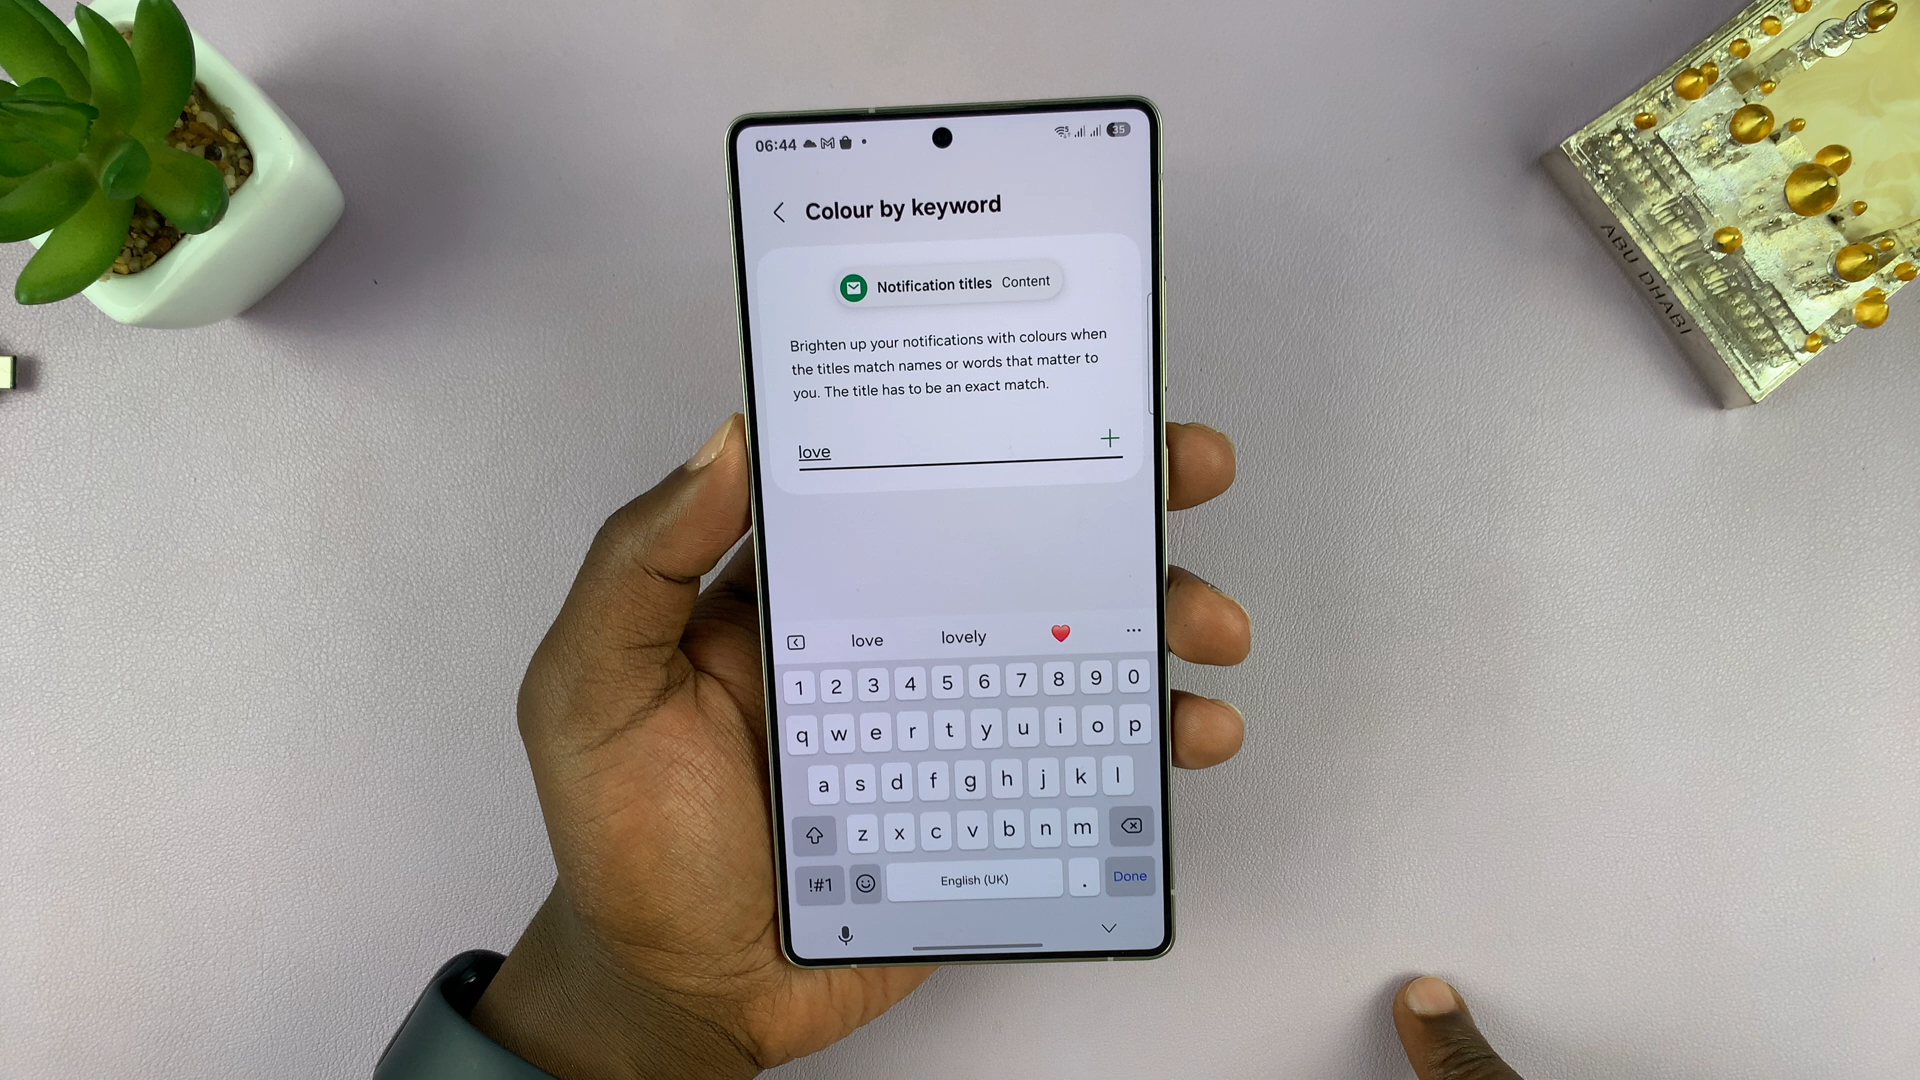 06:44
35
Colour by keyword
Notification titles Content
Brighten up your notifications with colours when
the titles match names or words that matter to
you. The title has to be an exact match.
love
love lovely
1 2 3 4 5 6 7 8 9 0
q w e r t y u i o p
a s d f g h j k l
z x c v b n m
!#1 English (UK) . Done
ABU DHABI